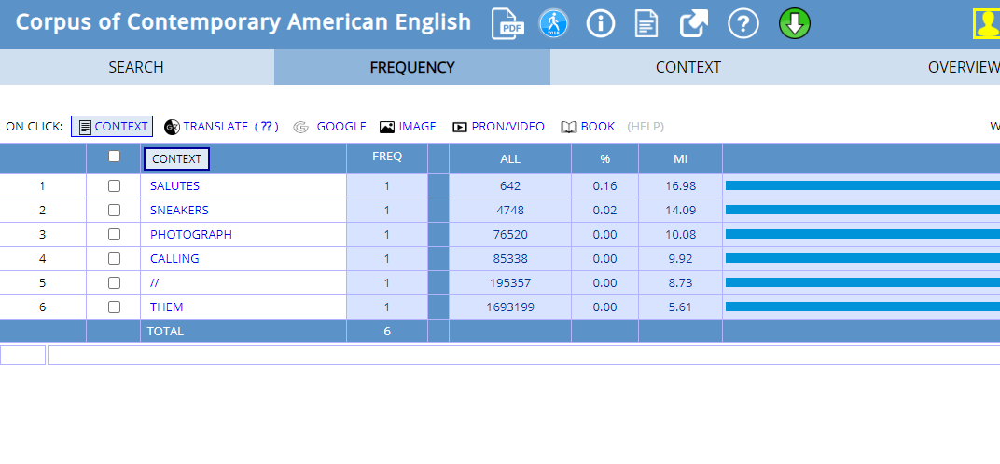 Corpus of Contemporary American English PDF TOUR
SEARCH FREQUENCY CONTEXT OVERVIEW
ON CLICK: CONTEXT TRANSLATE ( ?? ) GOOGLE IMAGE PRON/VIDEO BOOK (HELP) W
CONTEXT FREQ ALL % MI
1 SALUTES 1 642 0.16 16.98
2 SNEAKERS 1 4748 0.02 14.09
3 PHOTOGRAPH 1 76520 0.00 10.08
4 CALLING 1 85338 0.00 9.92
5 // 1 195357 0.00 8.73
6 THEM 1 1693199 0.00 5.61
TOTAL 6